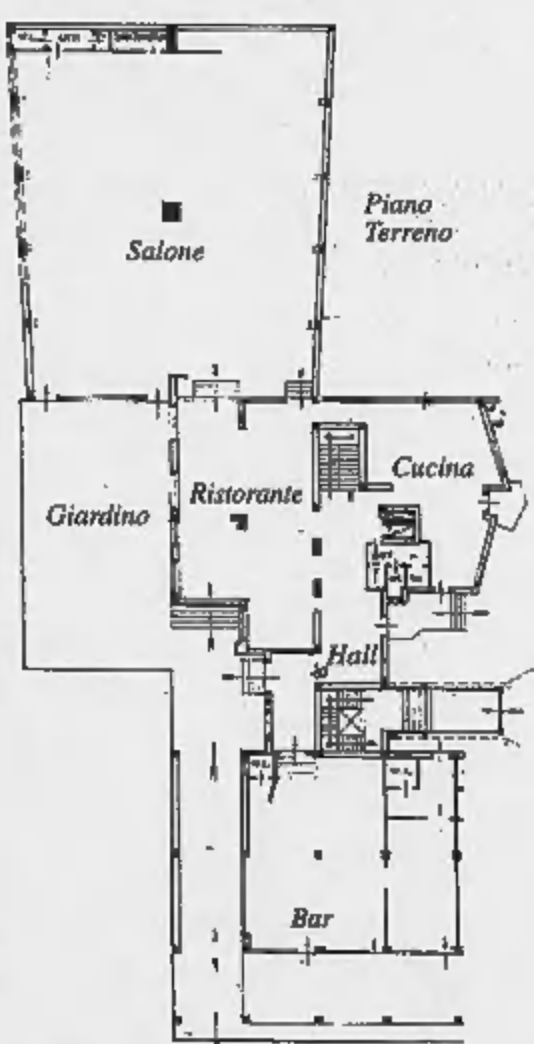 Piano
Terreno
Salone
Cucina
Ristorante
Giardino
Hall
Bar